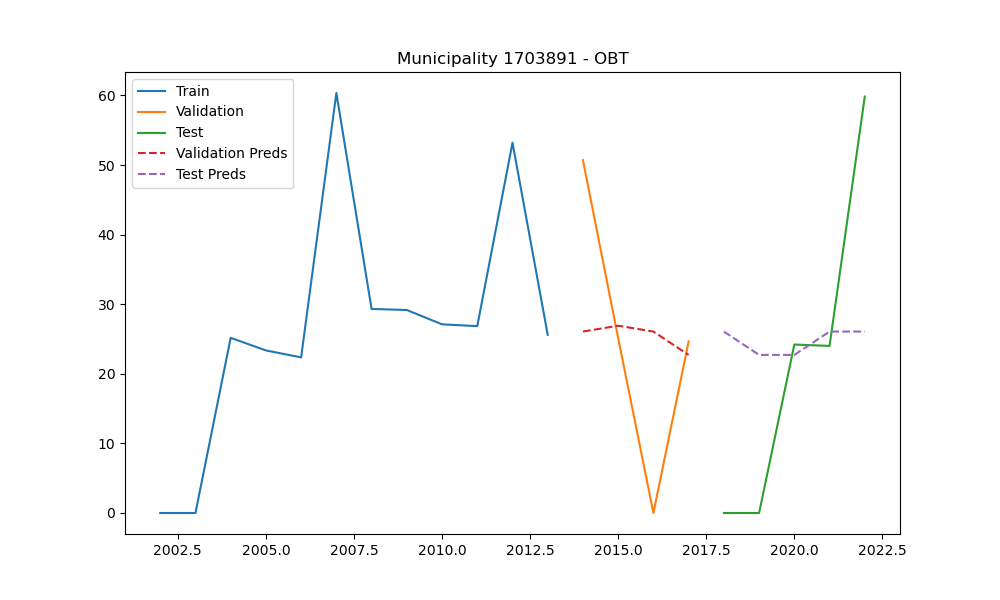 Municipality 1703891 - OBT
Train
Validation
Test
Validation Preds
Test Preds
60
50
40
30
20
10
0
2002.5 2005.0 2007.5 2010.0 2012.5 2015.0 2017.5 2020.0 2022.5